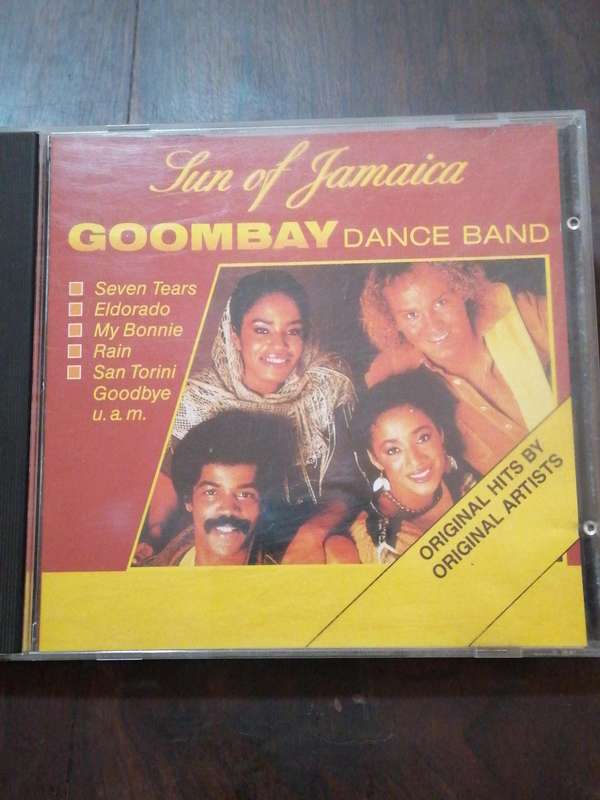 Sun of Jamaica
GOOMBAY DANCE BAND
Seven Tears
Eldorado
My Bonnie
Rain
San Torini
Goodbye
u. a. m.
ORIGINAL HITS BY
ORIGINAL ARTISTS